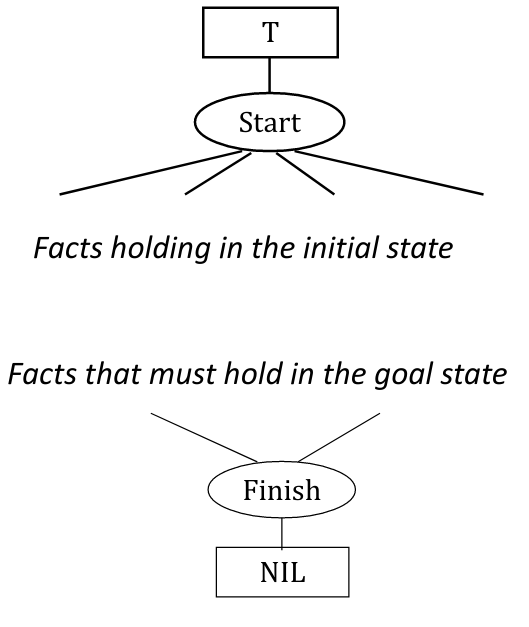 T
Start
Facts holding in the initial state
Facts that must hold in the goal state
Finish
NIL